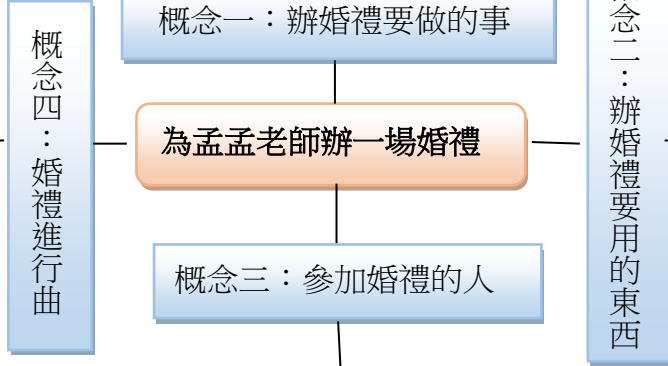 概念一：辦婚禮要做的事
概念四：婚禮進行曲
為孟孟老師辦一場婚禮
念二：辦婚禮要用的東西
概念三：參加婚禮的人